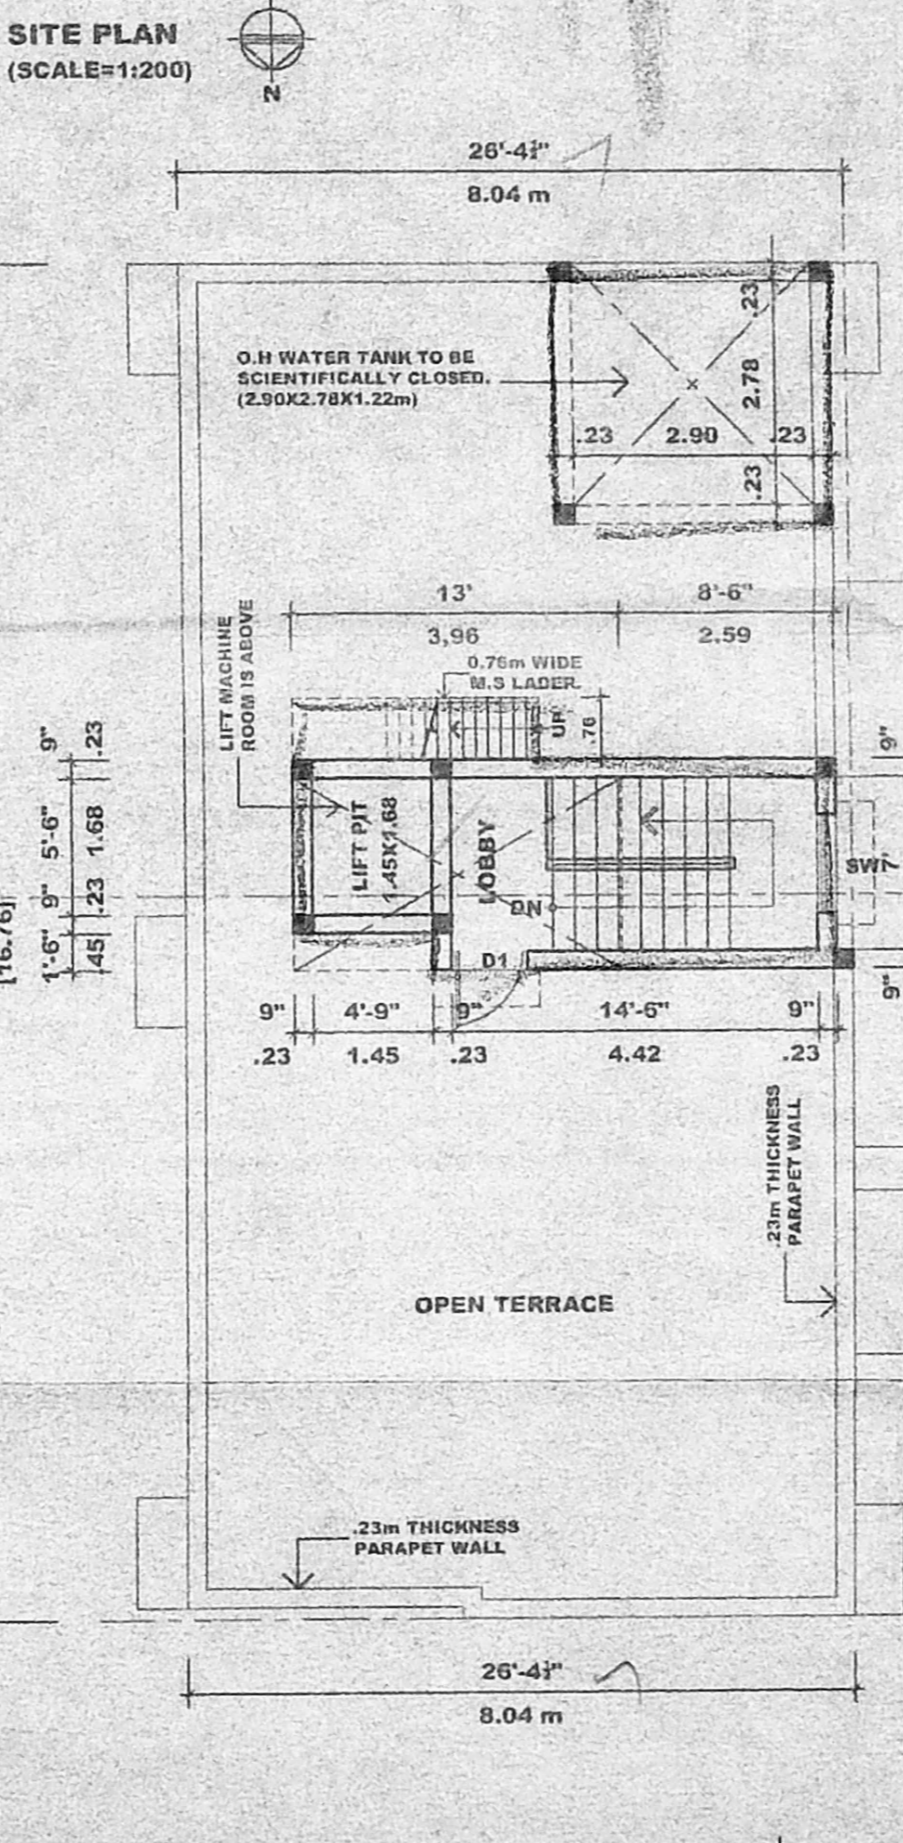 SITE PLAN
(SCALE=1:200)
N
26'-4½"
8.04 m
O.H WATER TANK TO BE
SCIENTIFICALLY CLOSED.
(2.90X2.78X1.22m)
.23
2.78
.23 2.90 .23
.23
13' 8'-6"
3,96 2.59
LIFT MACHINE
ROOM IS ABOVE
0.76m WIDE
M.S LADER.
UP
.76
9" 5'-6" 9" 1'-6"
.23 1.68 .23 .45
[16.76]
LIFT PIT
1.45X1.68
LOBBY
DN
D1
SW7
9"
9"
9" 4'-9" 9" 14'-6" 9"
.23 1.45 .23 4.42 .23
.23m THICKNESS
PARAPET WALL
OPEN TERRACE
.23m THICKNESS
PARAPET WALL
26'-4½"
8.04 m